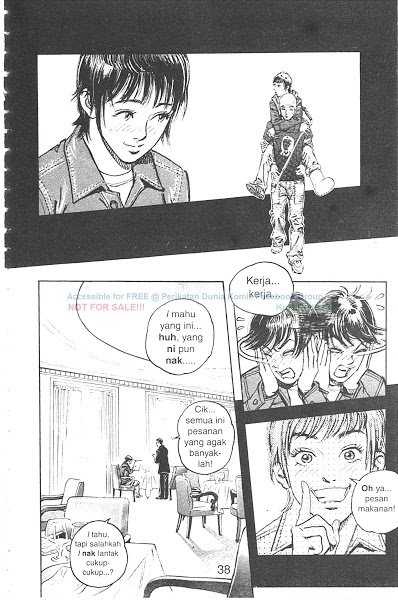 Accessible for FREE @ Perikatan Dunia Komik
NOT FOR SALE!!!
Kerja...
kerja...
I mahu
yang ini...
huh, yang
ni pun
nak.....
Cik...
semua ini
pesanan
yang agak
banyak-
lah!
Oh ya...
pesan
makanan!
I tahu,
tapi salahkah
I nak lantak
cukup-
cukup...?
38